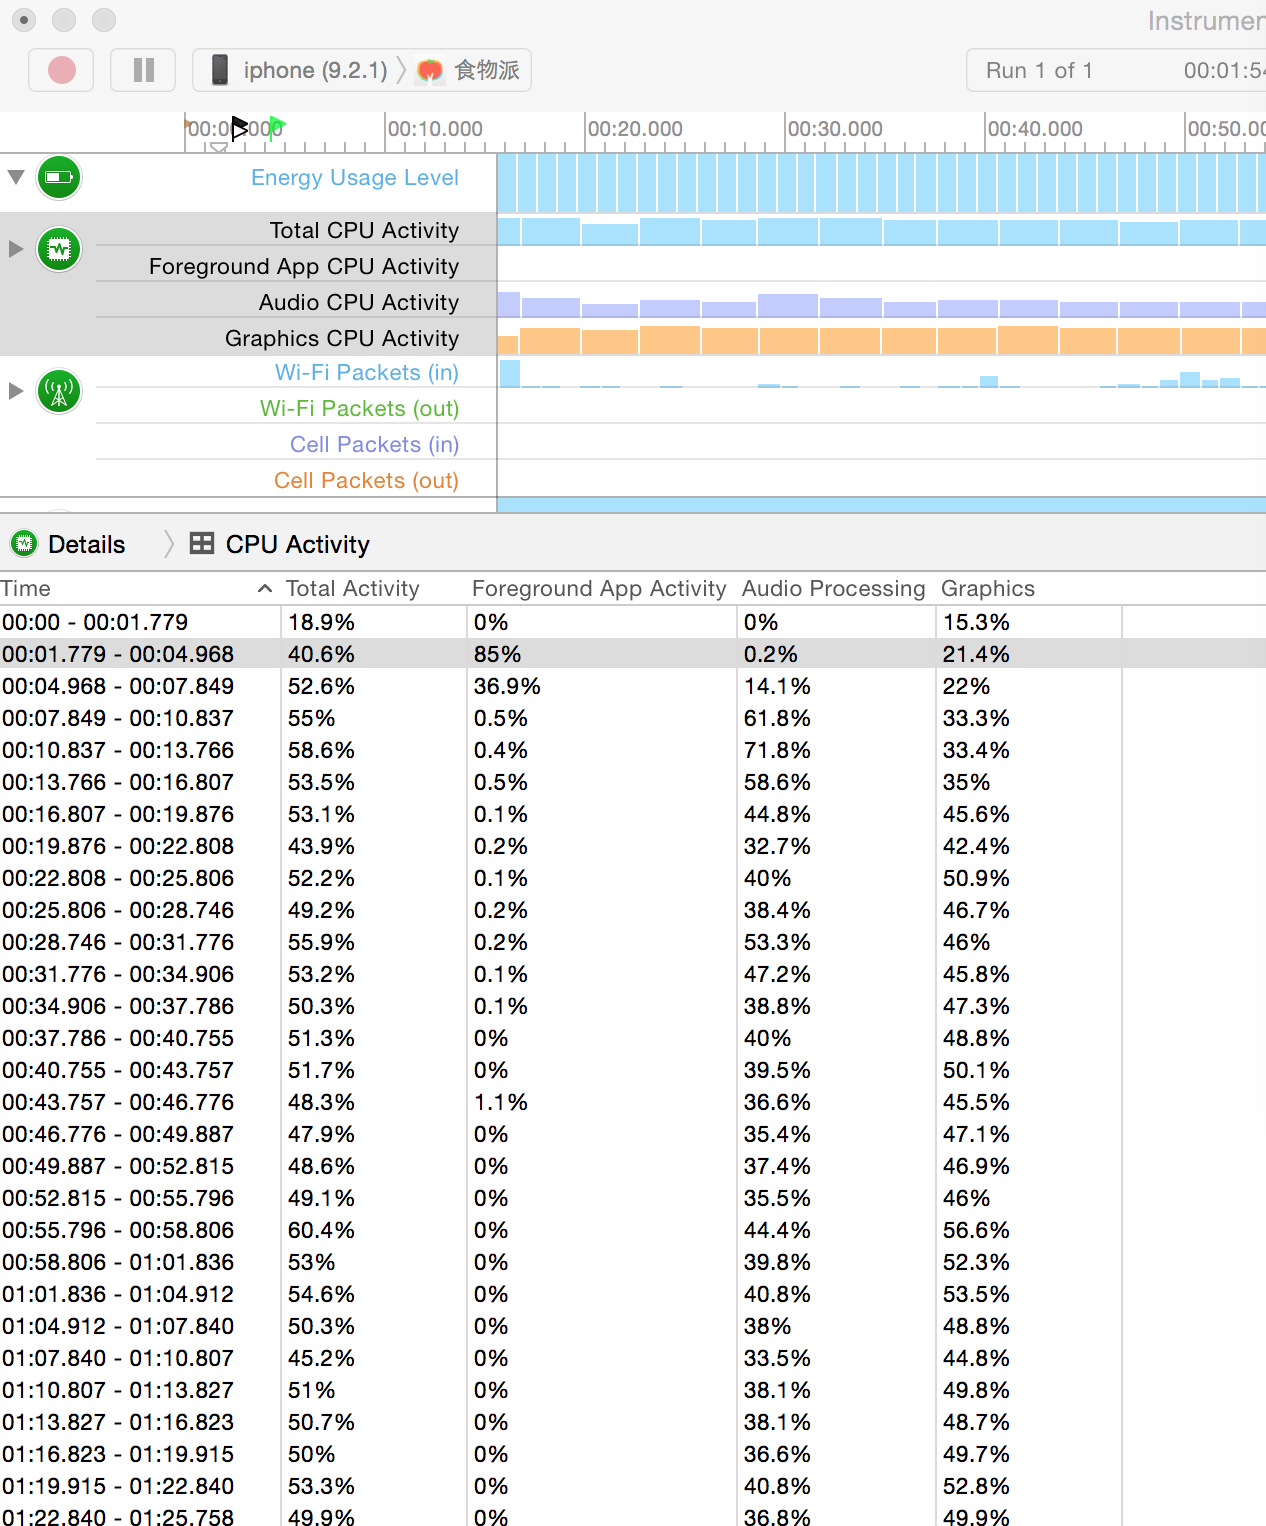 Instrumen
iphone (9.2.1) 食物派
Run 1 of 1 00:01:54
00:10.000 00:20.000 00:30.000 00:40.000 00:50.00
Energy Usage Level
Total CPU Activity
Foreground App CPU Activity
Audio CPU Activity
Graphics CPU Activity
Wi-Fi Packets (in)
Wi-Fi Packets (out)
Cell Packets (in)
Cell Packets (out)
Details CPU Activity
Time Total Activity Foreground App Activity Audio Processing Graphics
00:00 - 00:01.779 18.9% 0% 0% 15.3%
00:01.779 - 00:04.968 40.6% 85% 0.2% 21.4%
00:04.968 - 00:07.849 52.6% 36.9% 14.1% 22%
00:07.849 - 00:10.837 55% 0.5% 61.8% 33.3%
00:10.837 - 00:13.766 58.6% 0.4% 71.8% 33.4%
00:13.766 - 00:16.807 53.5% 0.5% 58.6% 35%
00:16.807 - 00:19.876 53.1% 0.1% 44.8% 45.6%
00:19.876 - 00:22.808 43.9% 0.2% 32.7% 42.4%
00:22.808 - 00:25.806 52.2% 0.1% 40% 50.9%
00:25.806 - 00:28.746 49.2% 0.2% 38.4% 46.7%
00:28.746 - 00:31.776 55.9% 0.2% 53.3% 46%
00:31.776 - 00:34.906 53.2% 0.1% 47.2% 45.8%
00:34.906 - 00:37.786 50.3% 0.1% 38.8% 47.3%
00:37.786 - 00:40.755 51.3% 0% 40% 48.8%
00:40.755 - 00:43.757 51.7% 0% 39.5% 50.1%
00:43.757 - 00:46.776 48.3% 1.1% 36.6% 45.5%
00:46.776 - 00:49.887 47.9% 0% 35.4% 47.1%
00:49.887 - 00:52.815 48.6% 0% 37.4% 46.9%
00:52.815 - 00:55.796 49.1% 0% 35.5% 46%
00:55.796 - 00:58.806 60.4% 0% 44.4% 56.6%
00:58.806 - 01:01.836 53% 0% 39.8% 52.3%
01:01.836 - 01:04.912 54.6% 0% 40.8% 53.5%
01:04.912 - 01:07.840 50.3% 0% 38% 48.8%
01:07.840 - 01:10.807 45.2% 0% 33.5% 44.8%
01:10.807 - 01:13.827 51% 0% 38.1% 49.8%
01:13.827 - 01:16.823 50.7% 0% 38.1% 48.7%
01:16.823 - 01:19.915 50% 0% 36.6% 49.7%
01:19.915 - 01:22.840 53.3% 0% 40.8% 52.8%
01:22.840 - 01:25.758 49.9% 0% 36.8% 49.9%